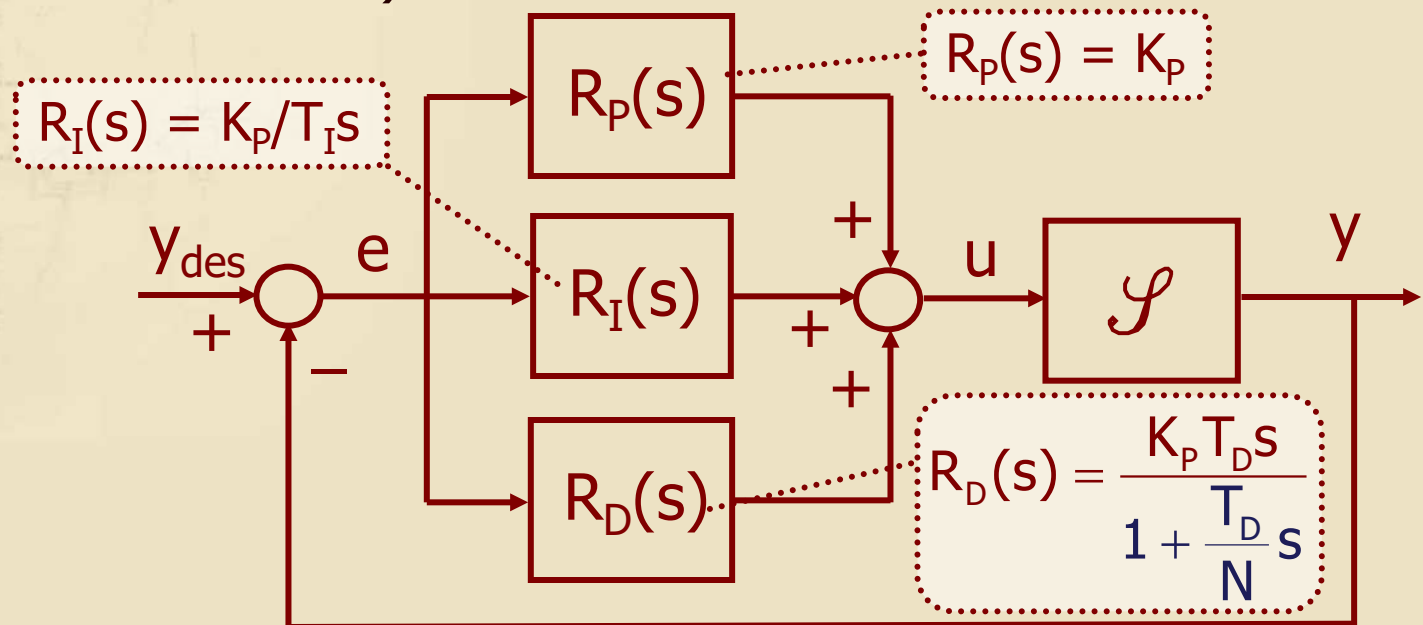 R_P(s)
R_P(s) = K_P
R_I(s) = K_P/T_Is
y_des
e
+
u
y
R_I(s)
𝒮
+
+
−
+
R_D(s)
R_D(s) = K_P T_D s
1 + T_D s
N